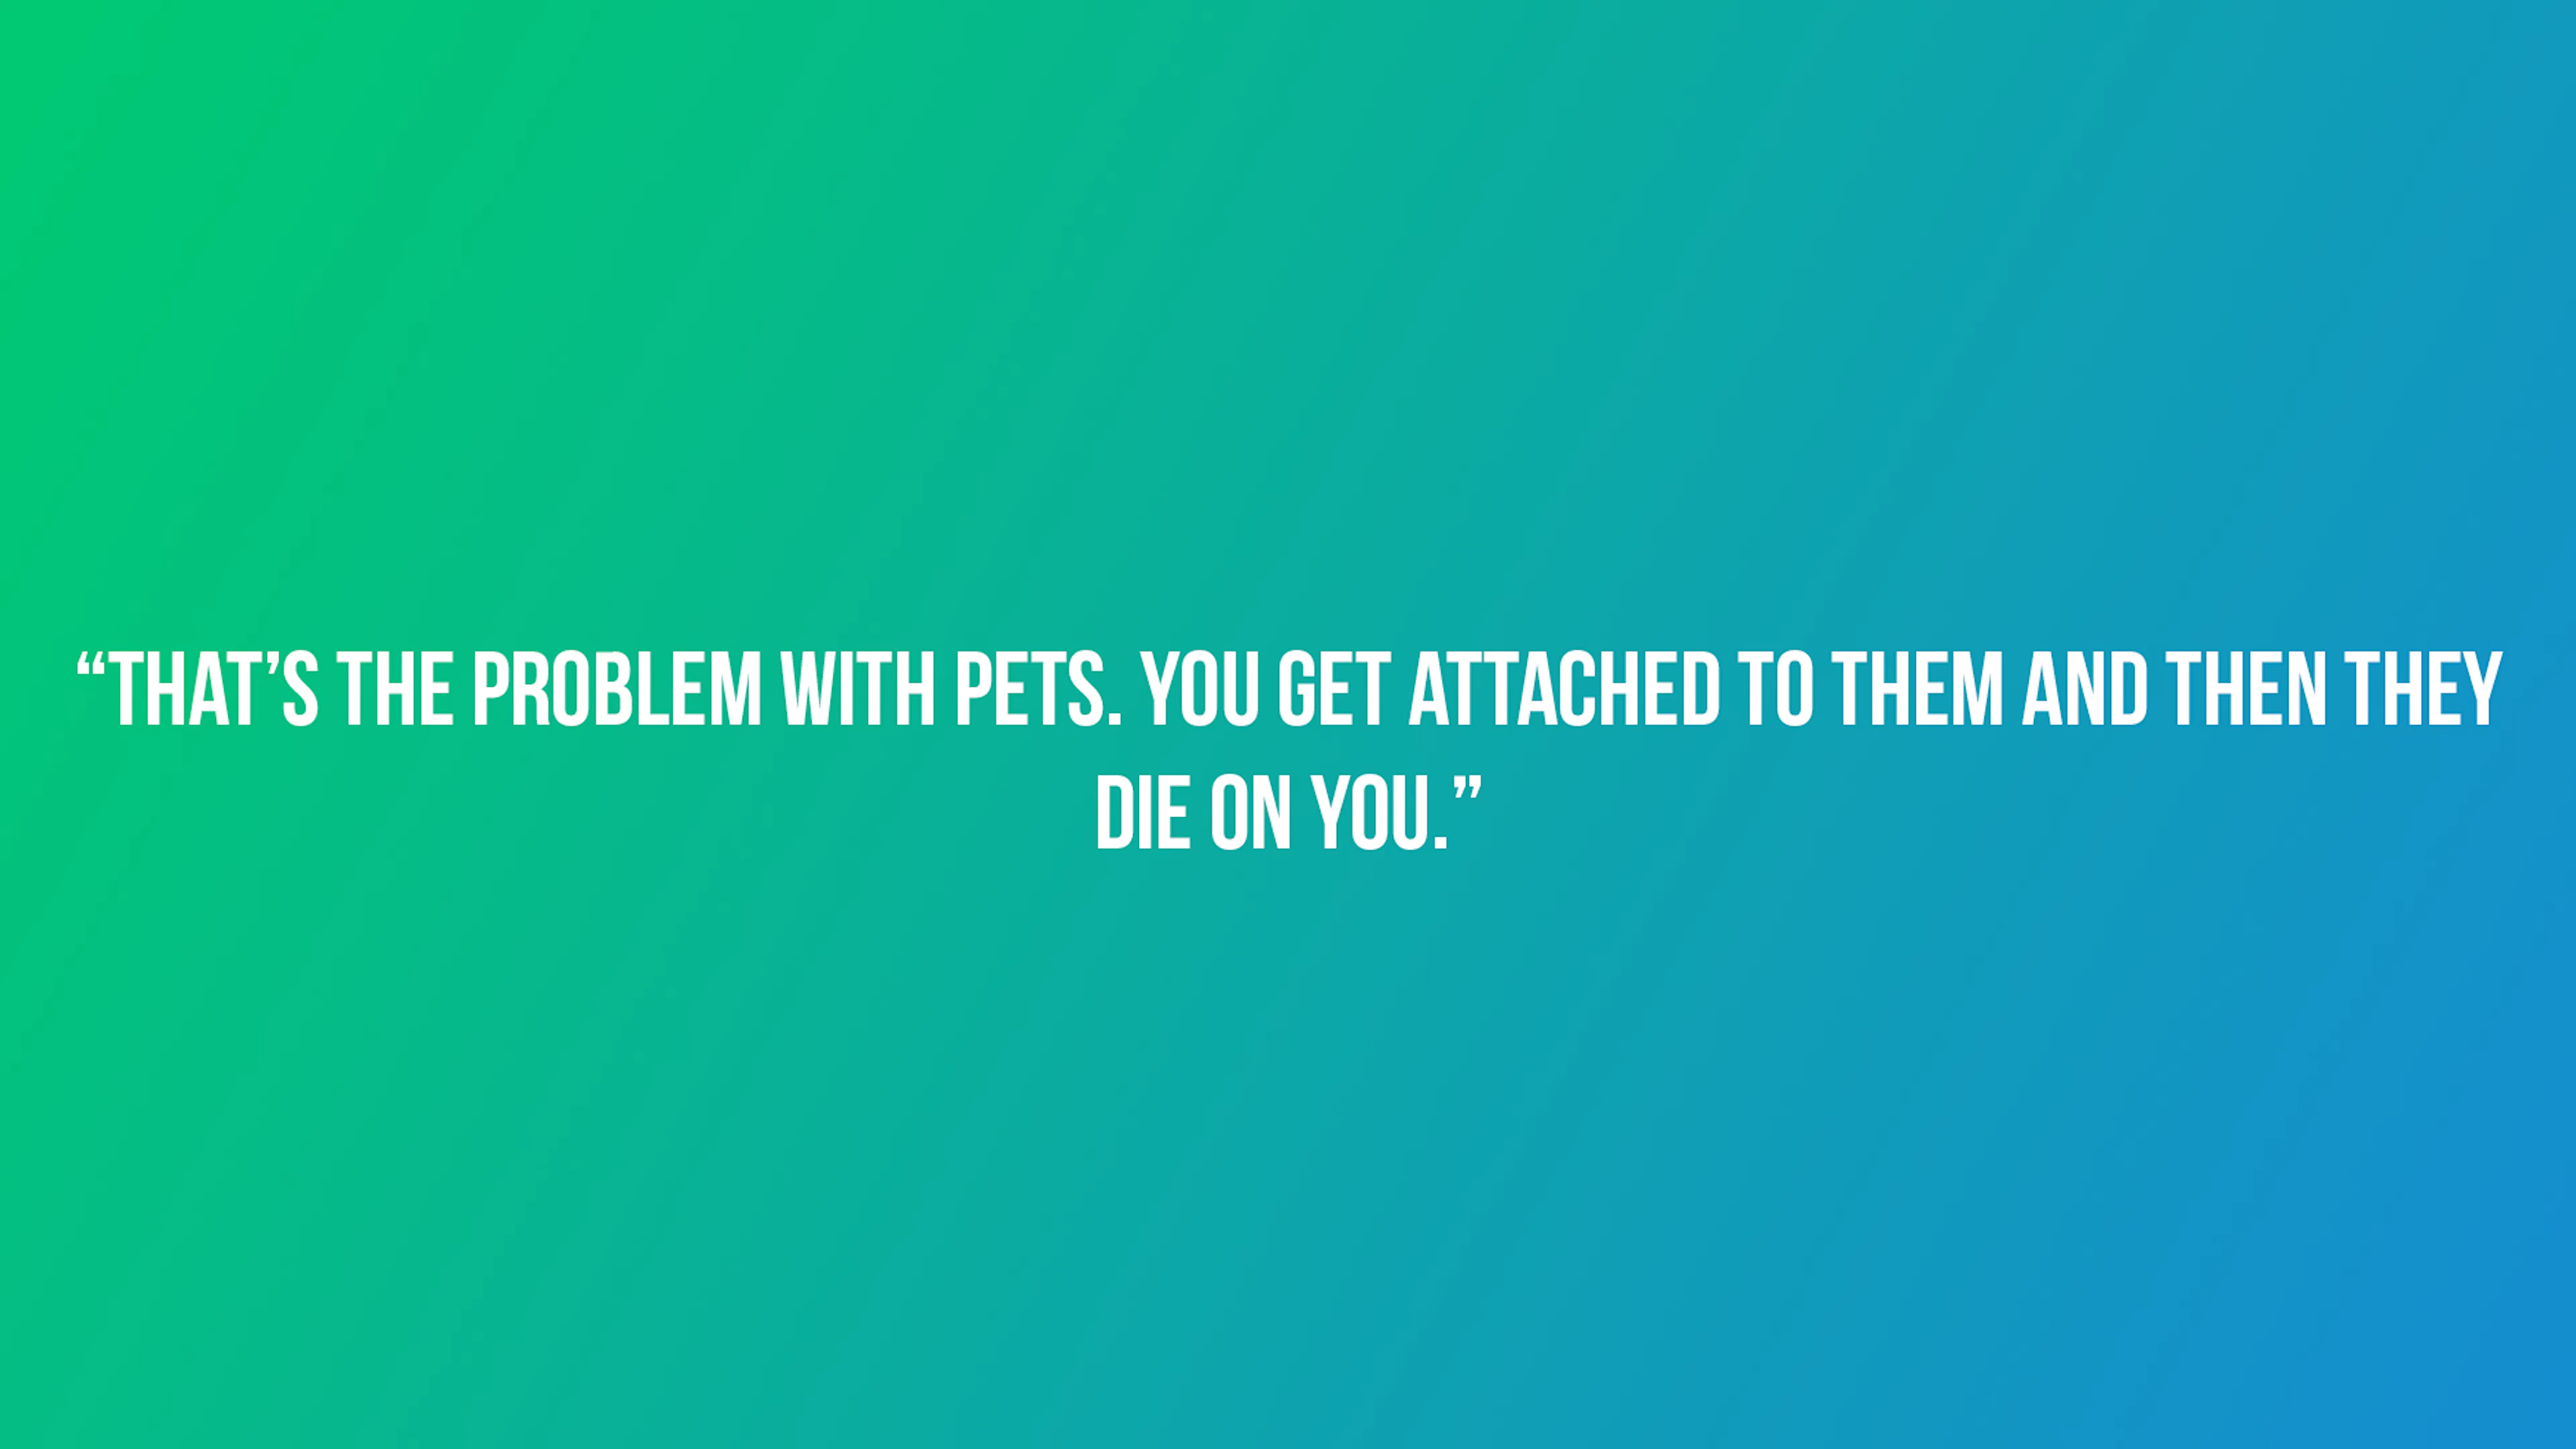 “THAT’S THE PROBLEM WITH PETS. YOU GET ATTACHED TO THEM AND THEN THEY
DIE ON YOU.”